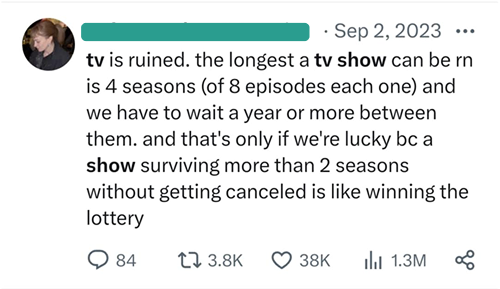 · Sep 2, 2023 ...
tv is ruined. the longest a tv show can be rn
is 4 seasons (of 8 episodes each one) and
we have to wait a year or more between
them. and that's only if we're lucky bc a
show surviving more than 2 seasons
without getting canceled is like winning the
lottery
84 3.8K 38K 1.3M